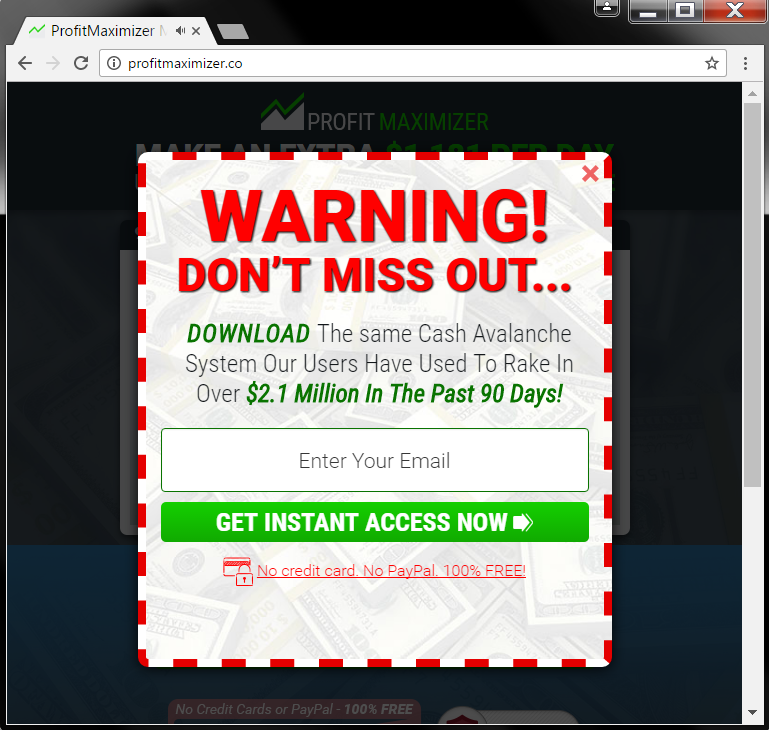 ProfitMaximizer M
profitmaximizer.co
PROFIT MAXIMIZER
MAKE AN EXTRA $1,121 PER DAY
WARNING!
DON'T MISS OUT...
DOWNLOAD The same Cash Avalanche
System Our Users Have Used To Rake In
Over $2.1 Million In The Past 90 Days!
Enter Your Email
GET INSTANT ACCESS NOW
No credit card. No PayPal. 100% FREE!
No Credit Cards or PayPal - 100% FREE